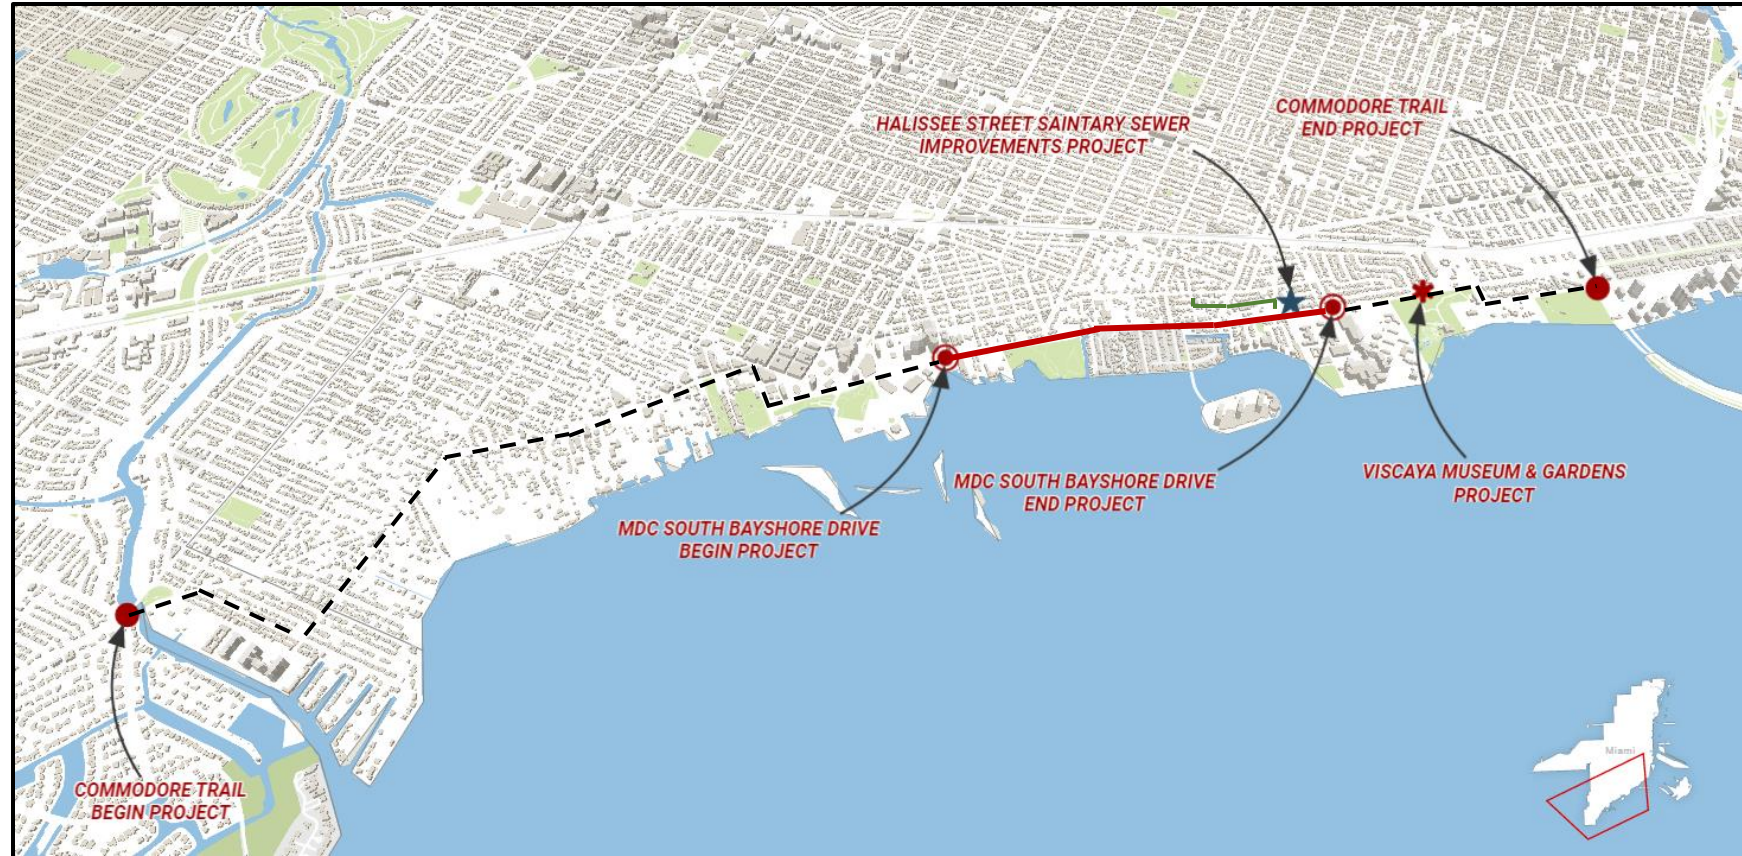 COMMODORE TRAIL
END PROJECT
HALISSEE STREET SAINTARY SEWER
IMPROVEMENTS PROJECT
MDC SOUTH BAYSHORE DRIVE
END PROJECT
VISCAYA MUSEUM & GARDENS
PROJECT
MDC SOUTH BAYSHORE DRIVE
BEGIN PROJECT
COMMODORE TRAIL
BEGIN PROJECT
Miami